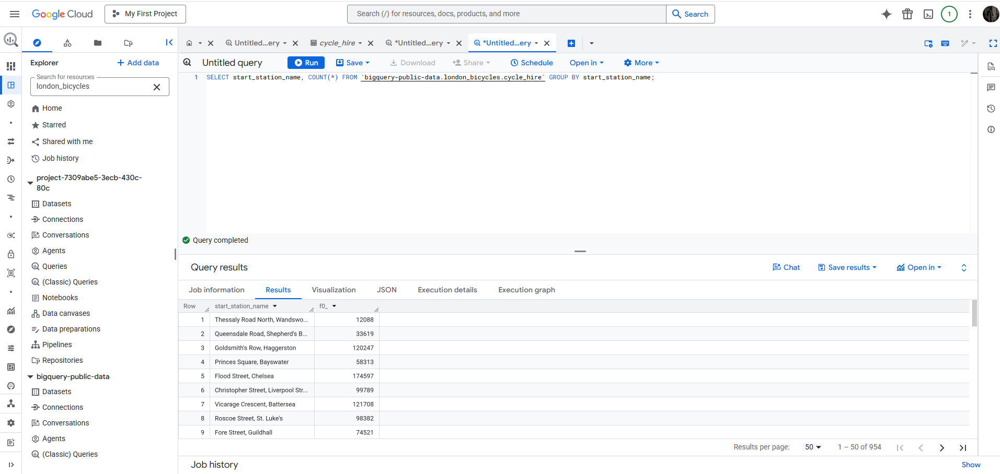 Google Cloud
My First Project
Search (/) for resources, docs, products, and more
Search
1
Untitled...ery
cycle_hire
*Untitled...ery
*Untitled...ery
Explorer
Add data
Search for resources
london_bicycles
Home
Starred
Shared with me
Job history
project-7309abe5-3ecb-430c-
80c
Datasets
Connections
Conversations
Agents
Queries
(Classic) Queries
Notebooks
Data canvases
Data preparations
Pipelines
Repositories
bigquery-public-data
Datasets
Connections
Conversations
Agents
(Classic) Queries
Untitled query
Run
Save
Download
Share
Schedule
Open in
More
1 SELECT start_station_name, COUNT(*) FROM `bigquery-public-data.london_bicycles.cycle_hire` GROUP BY start_station_name;
Query completed
Query results
Chat
Save results
Open in
Job information
Results
Visualization
JSON
Execution details
Execution graph
Row start_station_name f0_
1 Thessaly Road North, Wandswo... 12088
2 Queensdale Road, Shepherd's B... 33619
3 Goldsmith's Row, Haggerston 120247
4 Princes Square, Bayswater 58313
5 Flood Street, Chelsea 174597
6 Christopher Street, Liverpool Str... 99789
7 Vicarage Crescent, Battersea 121708
8 Roscoe Street, St. Luke's 98382
9 Fore Street, Guildhall 74521
Results per page: 50 1 – 50 of 954
Job history
Show